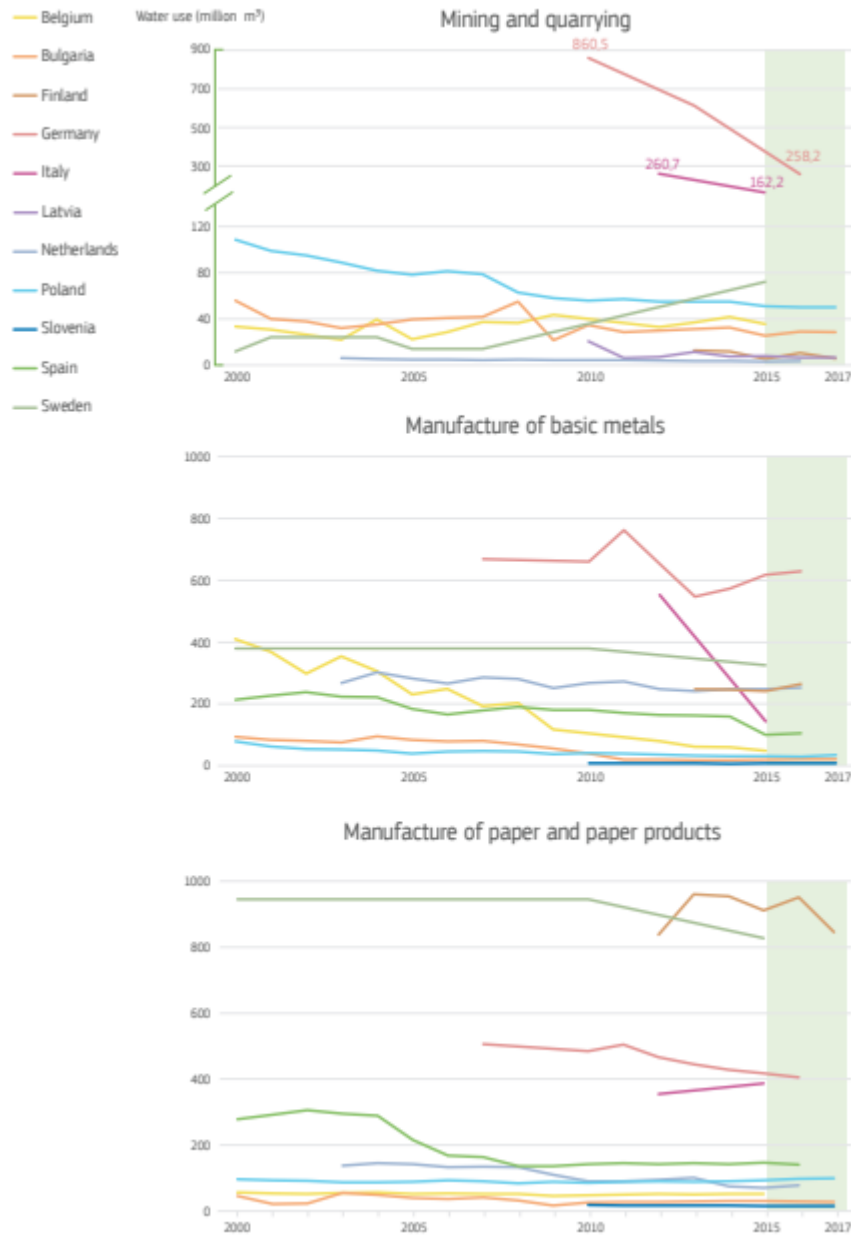 Belgium
Bulgaria
Finland
Germany
Italy
Latvia
Netherlands
Poland
Slovenia
Spain
Sweden
Water use (million m³)
Mining and quarrying
900
700
500
300
120
80
40
0
860,5
260,7
162,2
258,2
2000 2005 2010 2015 2017
Manufacture of basic metals
1000
800
600
400
200
0
2000 2005 2010 2015 2017
Manufacture of paper and paper products
1000
800
600
400
200
0
2000 2005 2010 2015 2017